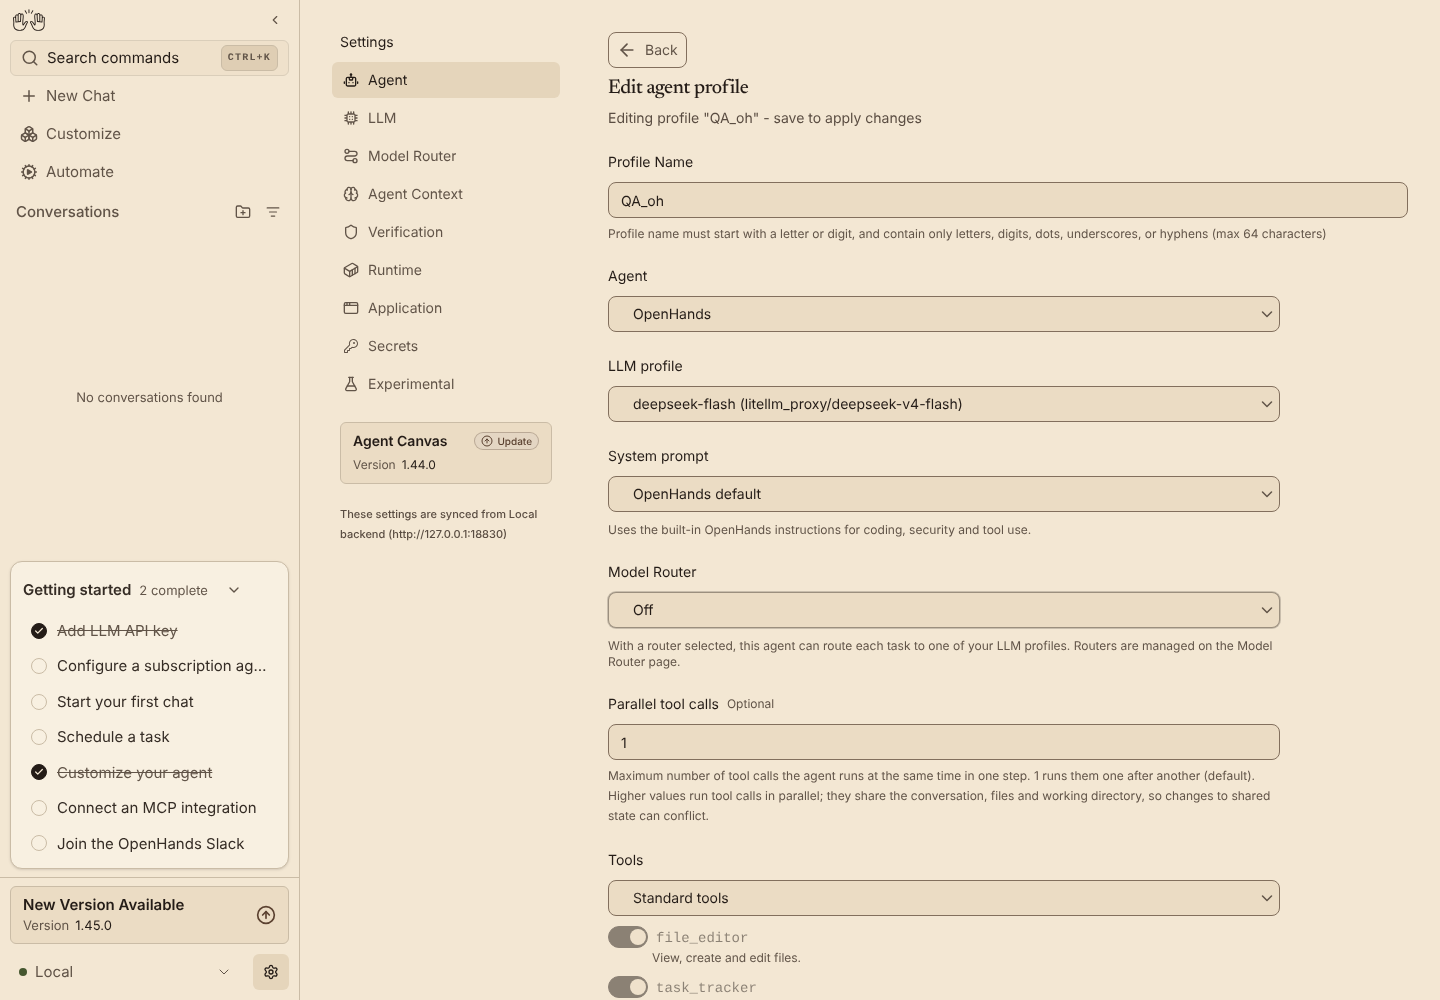 Search commands
CTRL+K
New Chat
Customize
Automate
Conversations
No conversations found
Getting started 2 complete
Add LLM API key
Configure a subscription ag...
Start your first chat
Schedule a task
Customize your agent
Connect an MCP integration
Join the OpenHands Slack
New Version Available
Version 1.45.0
Local
Settings
Agent
LLM
Model Router
Agent Context
Verification
Runtime
Application
Secrets
Experimental
Agent Canvas
Update
Version 1.44.0
These settings are synced from Local
backend (http://127.0.0.1:18830)
Back
Edit agent profile
Editing profile "QA_oh" - save to apply changes
Profile Name
QA_oh
Profile name must start with a letter or digit, and contain only letters, digits, dots, underscores, or hyphens (max 64 characters)
Agent
OpenHands
LLM profile
deepseek-flash (litellm_proxy/deepseek-v4-flash)
System prompt
OpenHands default
Uses the built-in OpenHands instructions for coding, security and tool use.
Model Router
Off
With a router selected, this agent can route each task to one of your LLM profiles. Routers are managed on the Model
Router page.
Parallel tool calls Optional
1
Maximum number of tool calls the agent runs at the same time in one step. 1 runs them one after another (default).
Higher values run tool calls in parallel; they share the conversation, files and working directory, so changes to shared
state can conflict.
Tools
Standard tools
file_editor
View, create and edit files.
task_tracker